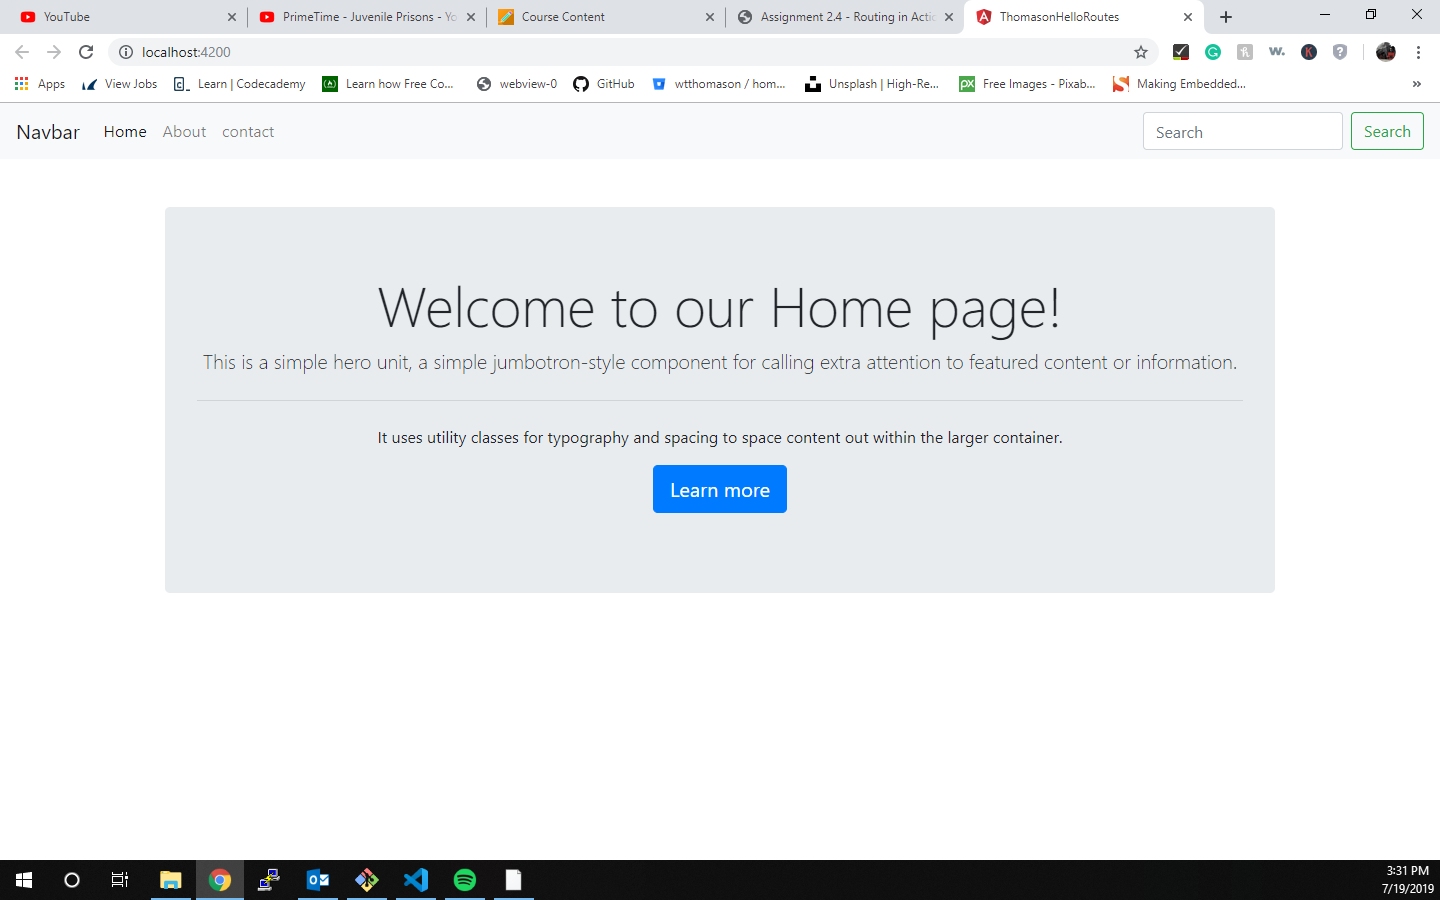 YouTube
PrimeTime - Juvenile Prisons - Yo
Course Content
Assignment 2.4 - Routing in Actio
ThomasonHelloRoutes
localhost:4200
Apps
View Jobs
Learn | Codecademy
Learn how Free Co...
webview-0
GitHub
wtthomason / hom...
Unsplash | High-Re...
Free Images - Pixab...
Making Embedded...
»
Navbar
Home
About
contact
Search
Search
Welcome to our Home page!
This is a simple hero unit, a simple jumbotron-style component for calling extra attention to featured content or information.
It uses utility classes for typography and spacing to space content out within the larger container.
Learn more
3:31 PM
7/19/2019